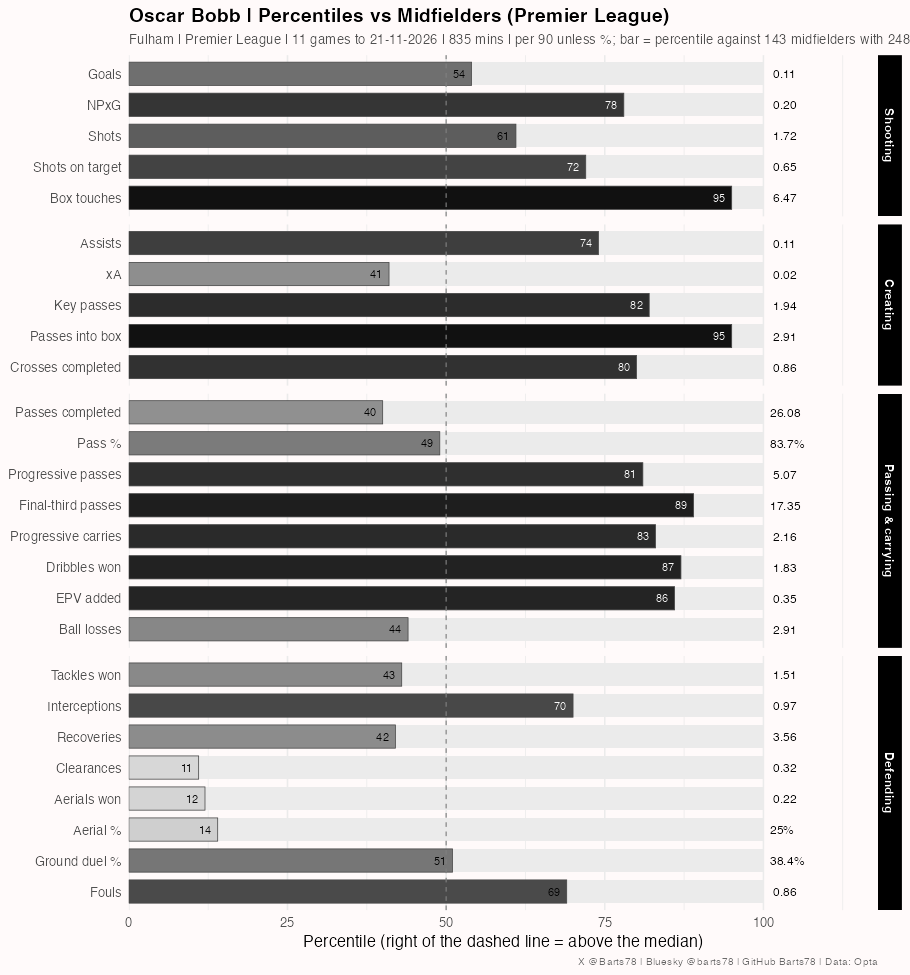 Oscar Bobb | Percentiles vs Midfielders (Premier League)
Fulham | Premier League | 11 games to 21-11-2026 | 835 mins | per 90 unless %; bar = percentile against 143 midfielders with 248
Goals 54 0.11
NPxG 78 0.20
Shots 61 1.72
Shots on target 72 0.65
Box touches 95 6.47
Shooting
Assists 74 0.11
xA 41 0.02
Key passes 82 1.94
Passes into box 95 2.91
Crosses completed 80 0.86
Creating
Passes completed 40 26.08
Pass % 49 83.7%
Progressive passes 81 5.07
Final-third passes 89 17.35
Progressive carries 83 2.16
Dribbles won 87 1.83
EPV added 86 0.35
Ball losses 44 2.91
Passing & carrying
Tackles won 43 1.51
Interceptions 70 0.97
Recoveries 42 3.56
Clearances 11 0.32
Aerials won 12 0.22
Aerial % 14 25%
Ground duel % 51 38.4%
Fouls 69 0.86
Defending
0 25 50 75 100
Percentile (right of the dashed line = above the median)
X @Barts78 | Bluesky @barts78 | GitHub Barts78 | Data: Opta